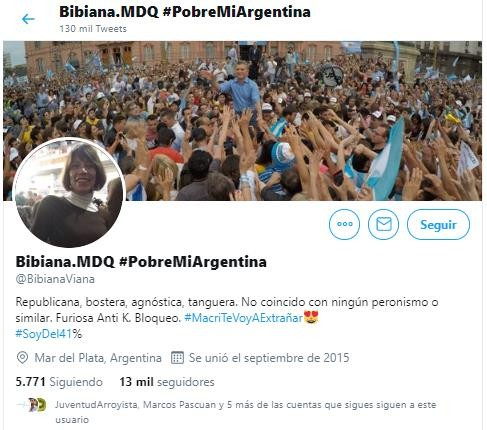 Bibiana.MDQ #PobreMiArgentina
130 mil Tweets
Seguir
Bibiana.MDQ #PobreMiArgentina
@BibianaViana
Republicana, bostera, agnóstica, tanguera. No coincido con ningún peronismo o
similar. Furiosa Anti K. Bloqueo. #MacriTeVoyAExtrañar😍
#SoyDel41%
Mar del Plata, Argentina Se unió el septiembre de 2015
5.771 Siguiendo 13 mil seguidores
JuventudArroyista, Marcos Pascuan y 5 más de las cuentas que sigues siguen a este
usuario